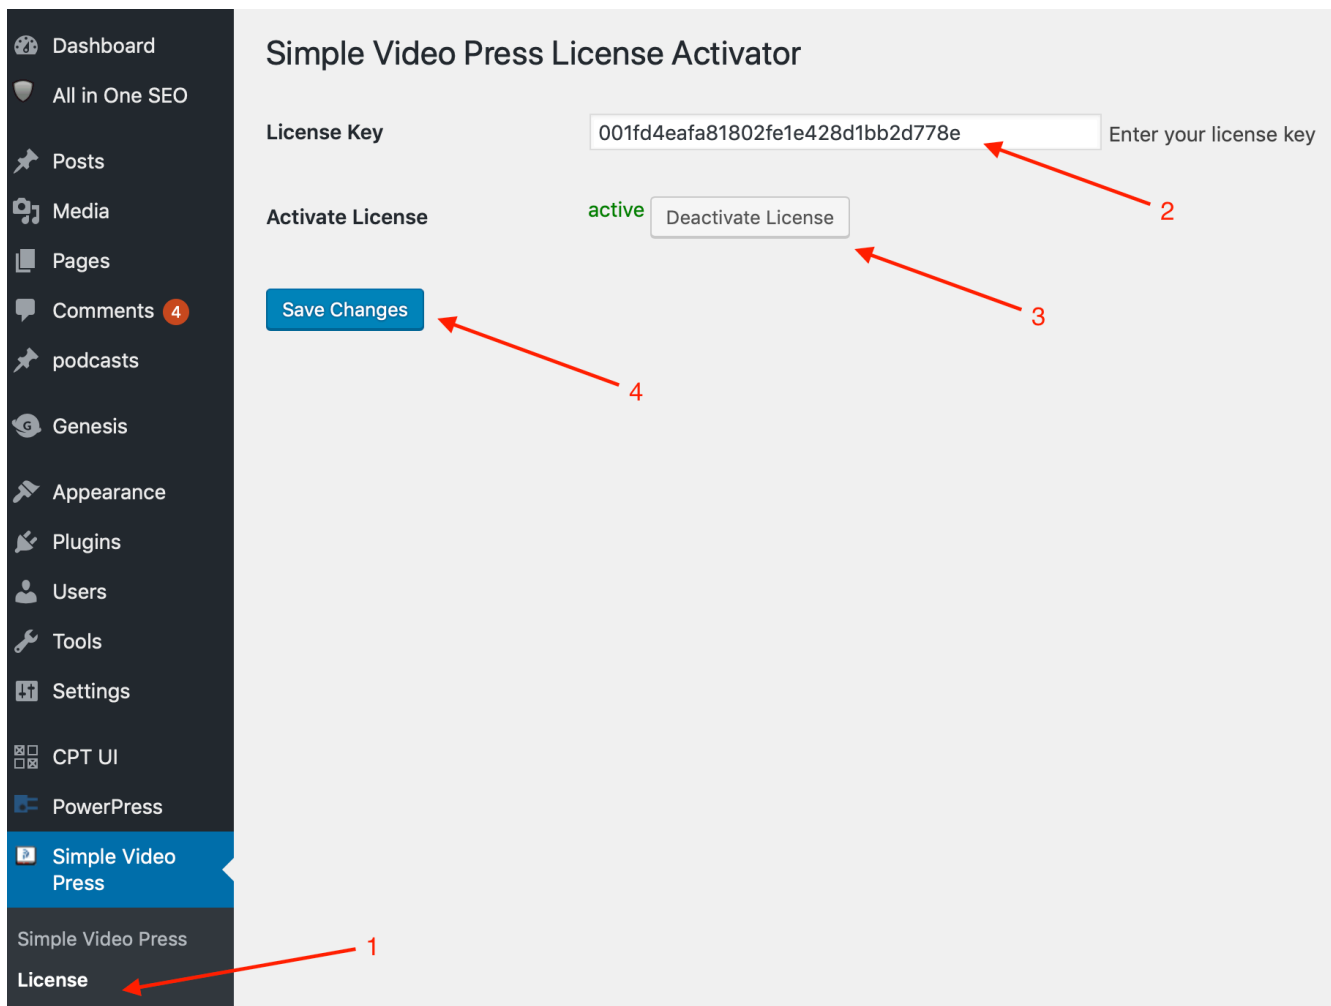 Dashboard
All in One SEO
Posts
Media
Pages
Comments 4
podcasts
Genesis
Appearance
Plugins
Users
Tools
Settings
CPT UI
PowerPress
Simple Video
Press
Simple Video Press
License
1
Simple Video Press License Activator
License Key
001fd4eafa81802fe1e428d1bb2d778e
Enter your license key
2
Activate License
active
Deactivate License
3
Save Changes
4